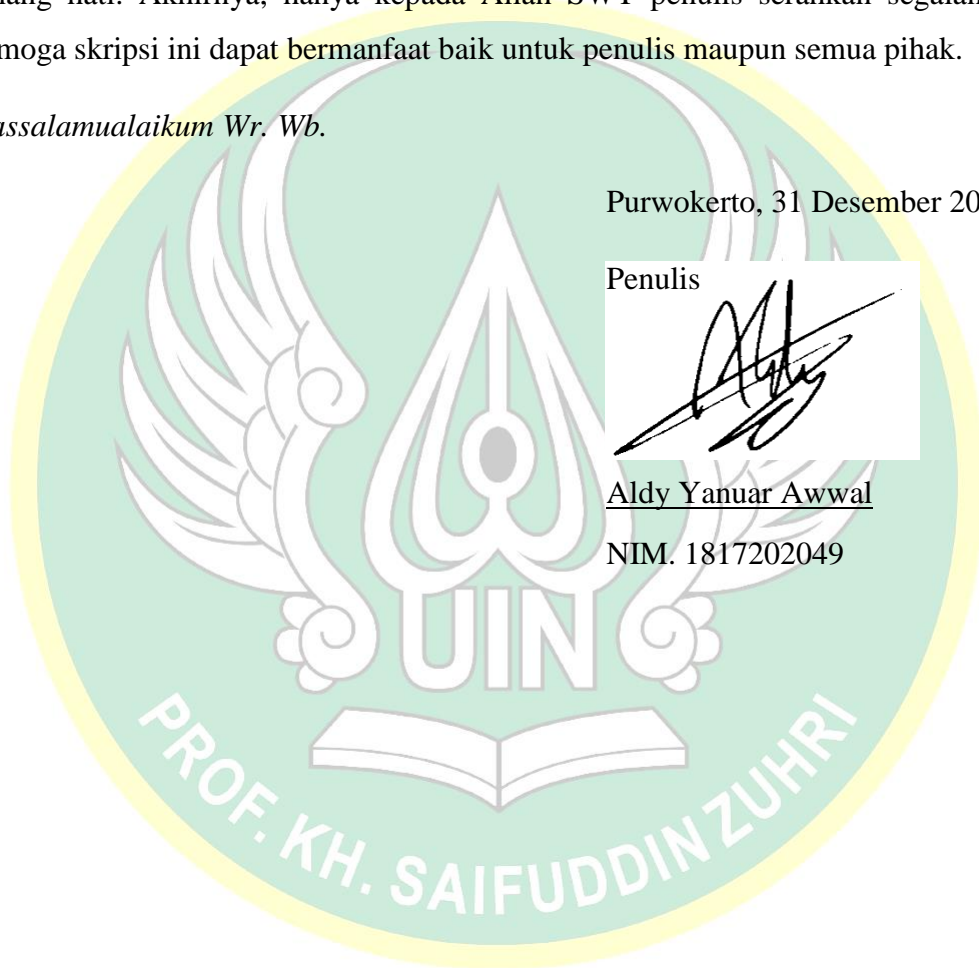 hati. Akhirnya, hanya kepada Allah SWT penulis serahkan
moga skripsi ini dapat bermanfaat baik untuk penulis maupun semua pihak.
assalamualaikum Wr. Wb.
Purwokerto, 31 Desember 20
Penulis
Aldy Yanuar Awwal
NIM. 1817202049
UIN
PROF. KH. SAIFUDDIN ZUHRI